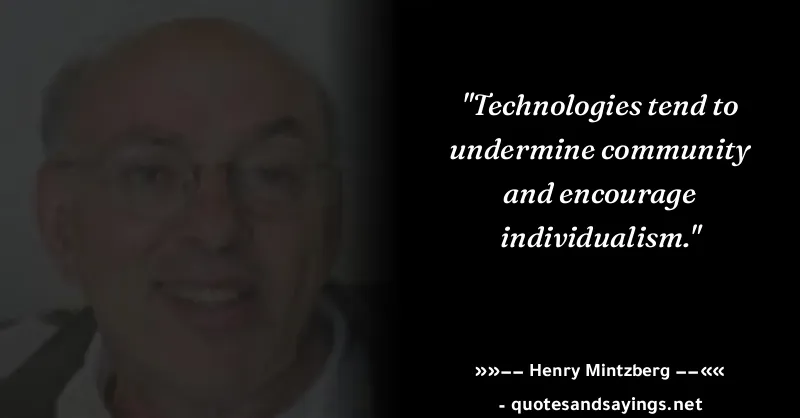 "Technologies tend to
undermine community
and encourage
individualism."
»»–– Henry Mintzberg ––««
- quotesandsayings.net